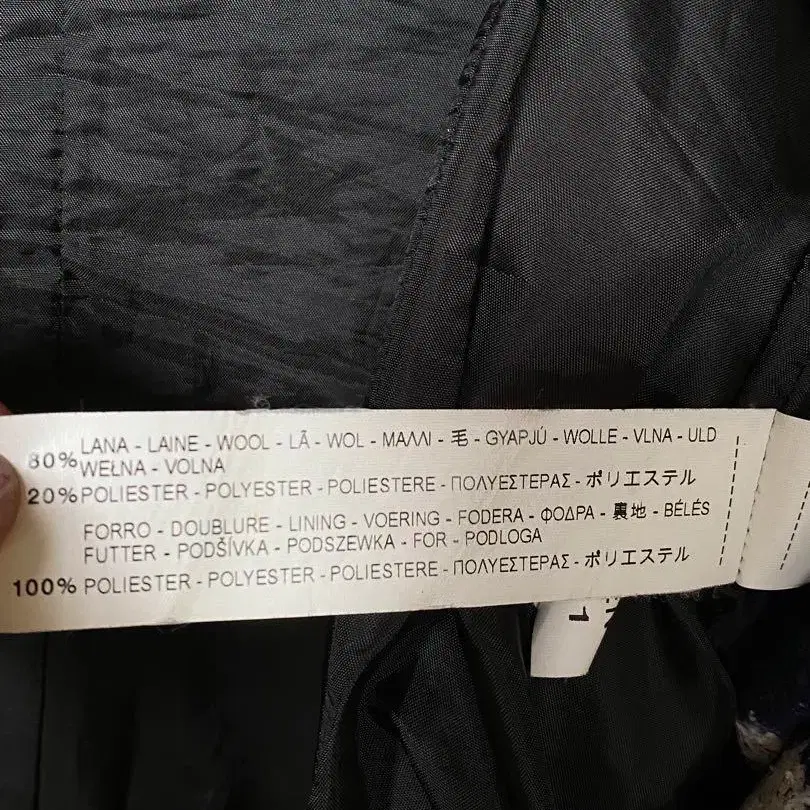 80% LANA - LAINE - WOOL - LÃ - WOL - ΜΑΛΛΙ - 毛 - GYAPJÚ - WOLLE - VLNA - ULD
WEŁNA - VOLNA
20% POLIESTER - POLYESTER - POLIESTERE - ΠΟΛΥΕΣΤΕΡΑΣ - ポリエステル
FORRO - DOUBLURE - LINING - VOERING - FODERA - ΦΟΔΡΑ - 裏地 - BÉLÉS
FUTTER - PODŠÍVKA - PODSZEWKA - FOR - PODLOGA
100% POLIESTER - POLYESTER - POLIESTERE - ΠΟΛΥΕΣΤΕΡΑΣ - ポリエステル